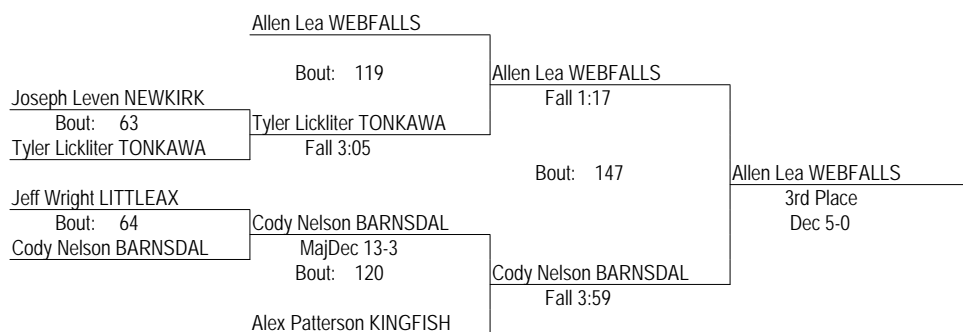 Allen Lea WEBFALLS
Bout: 119
Allen Lea WEBFALLS
Joseph Leven NEWKIRK
Fall 1:17
Bout: 63
Tyler Lickliter TONKAWA
Tyler Lickliter TONKAWA
Fall 3:05
Bout: 147
Allen Lea WEBFALLS
Jeff Wright LITTLEAX
3rd Place
Bout: 64
Cody Nelson BARNSDAL
Dec 5-0
Cody Nelson BARNSDAL
MajDec 13-3
Bout: 120
Cody Nelson BARNSDAL
Fall 3:59
Alex Patterson KINGFISH